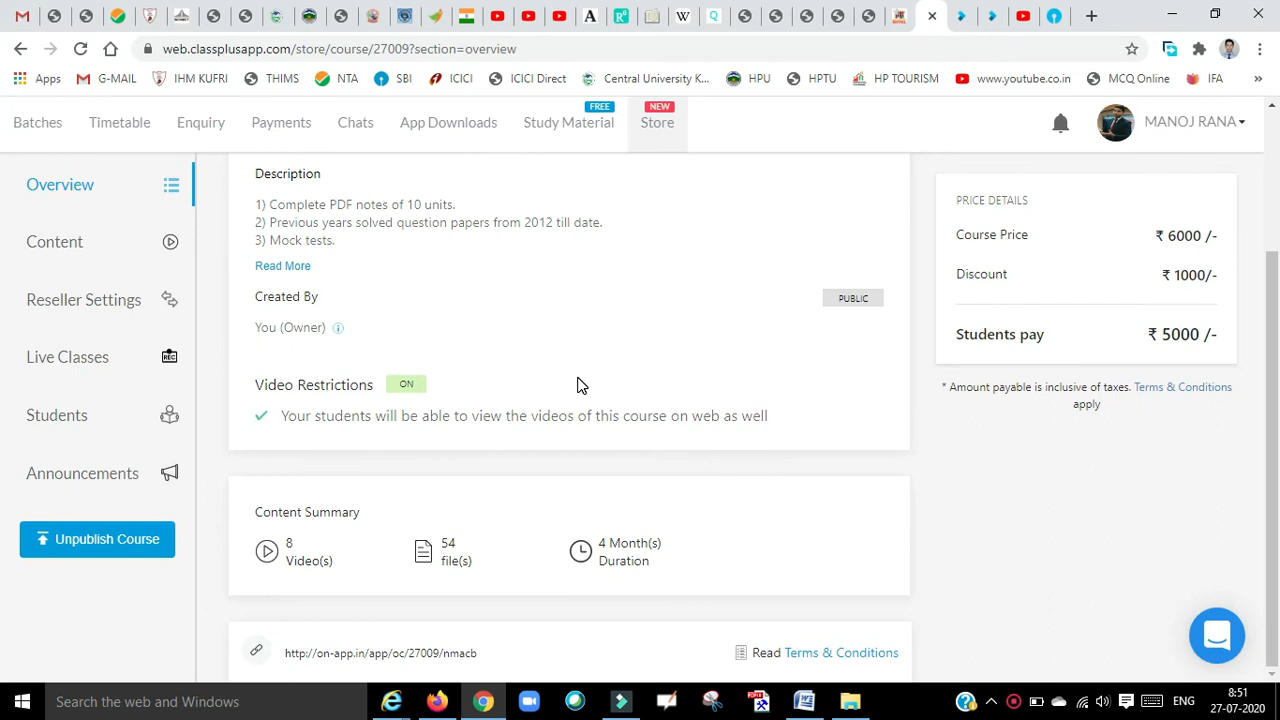 web.classplusapp.com/store/course/27009?section=overview
Apps G-MAIL IHM KUFRI THIMS NTA SBI ICICI ICICI Direct Central University K... HPU HPTU HP TOURISM www.youtube.co.in MCQ Online IFA »
FREE NEW
Batches Timetable Enquiry Payments Chats App Downloads Study Material Store MANOJ RANA
Overview
Content
Reseller Settings
Live Classes
REC
Students
Announcements
Unpublish Course
Description
1) Complete PDF notes of 10 units.
2) Previous years solved question papers from 2012 till date.
3) Mock tests.
Read More
Created By
PUBLIC
You (Owner)
Video Restrictions ON
Your students will be able to view the videos of this course on web as well
Content Summary
8 Video(s)
54 file(s)
4 Month(s) Duration
http://on-app.in/app/oc/27009/nmacb
Read Terms & Conditions
PRICE DETAILS
Course Price ₹ 6000 /-
Discount ₹ 1000/-
Students pay ₹ 5000 /-
* Amount payable is inclusive of taxes. Terms & Conditions
apply
Search the web and Windows
ENG
8:51
27-07-2020